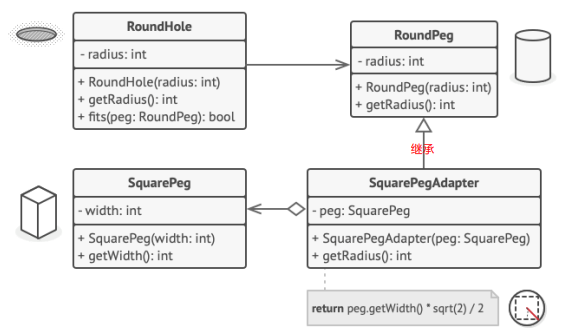 RoundHole
- radius: int
+ RoundHole(radius: int)
+ getRadius(): int
+ fits(peg: RoundPeg): bool
RoundPeg
- radius: int
+ RoundPeg(radius: int)
+ getRadius(): int
继承
SquarePeg
- width: int
+ SquarePeg(width: int)
+ getWidth(): int
SquarePegAdapter
- peg: SquarePeg
+ SquarePegAdapter(peg: SquarePeg)
+ getRadius(): int
return peg.getWidth() * sqrt(2) / 2